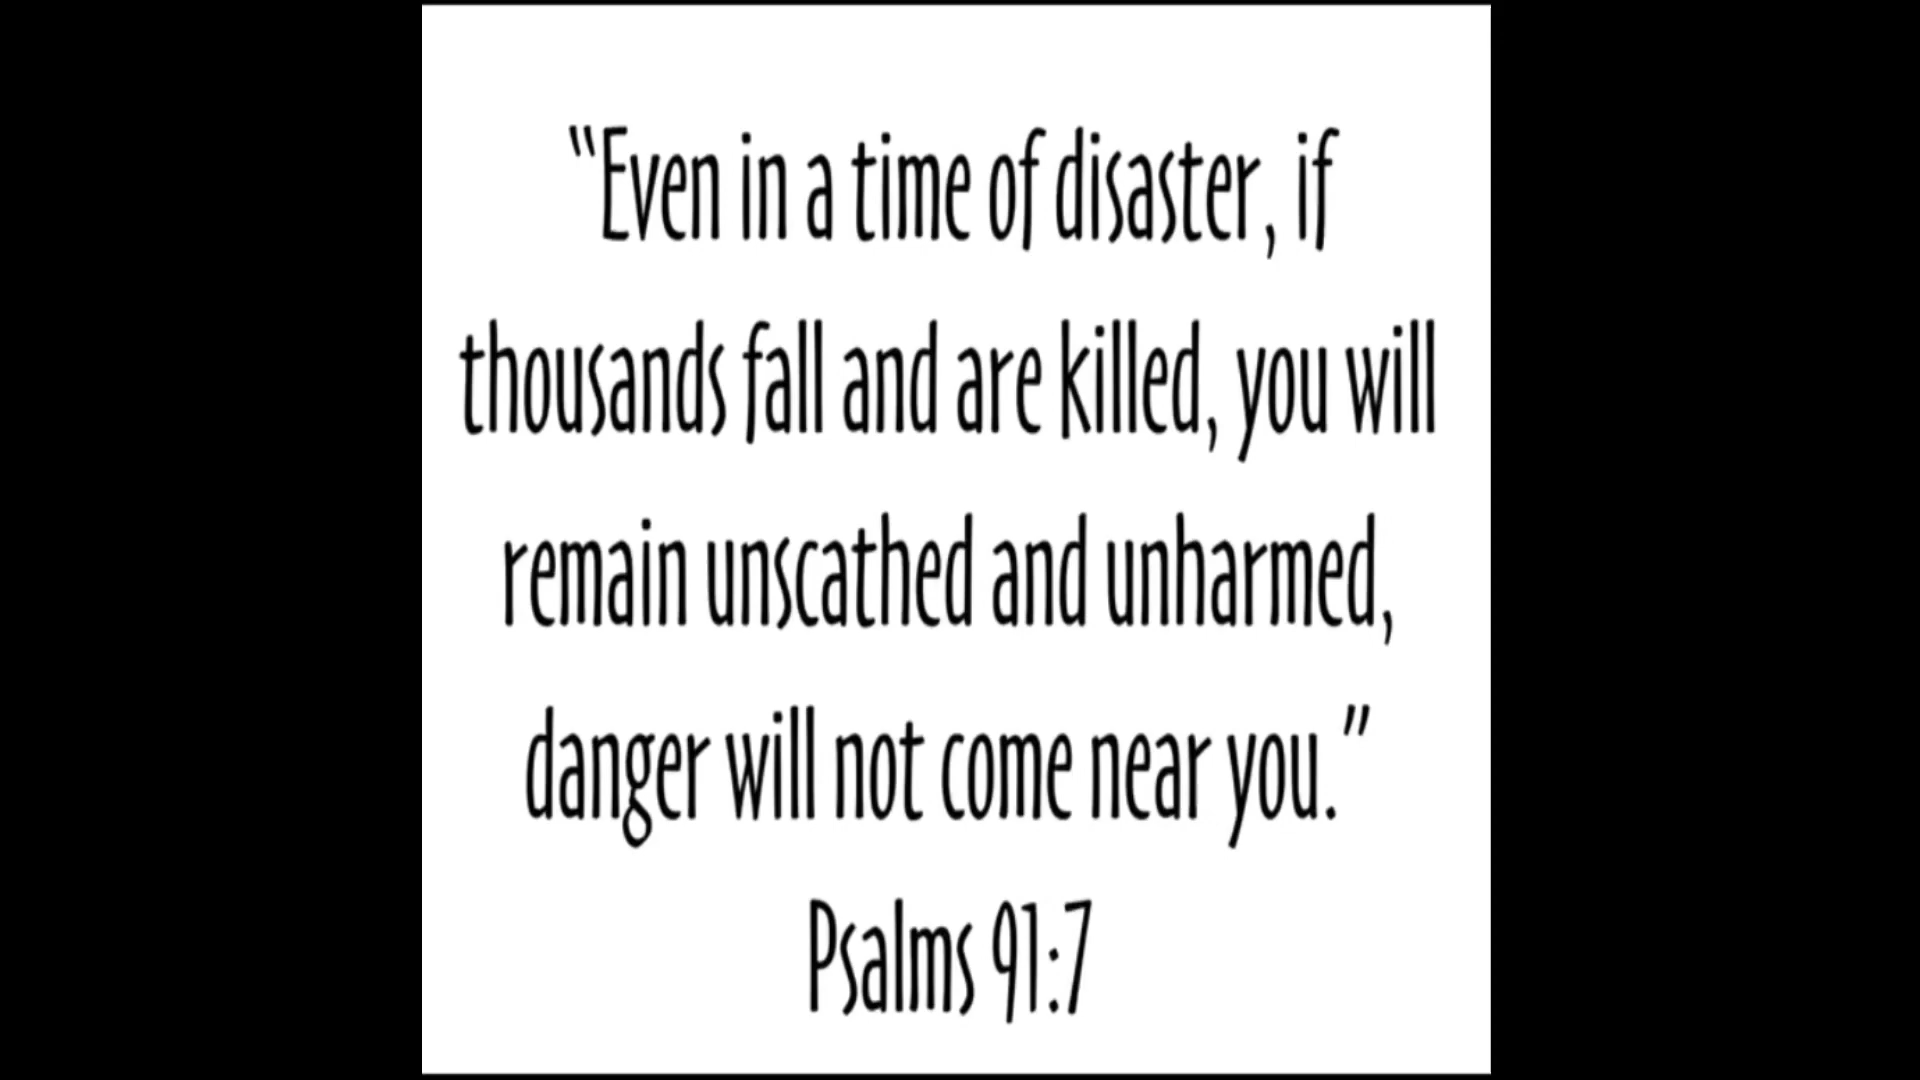 "Even in a time of disaster, if
thousands fall and are killed, you will
remain unscathed and unharmed,
danger will not come near you."
Psalms 91:7